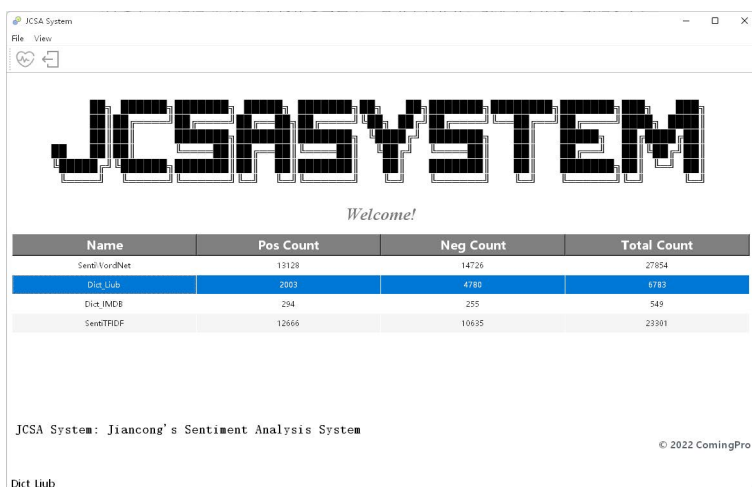 JCSA System
File View
JCSASYSTEM
Welcome!
Name Pos Count Neg Count Total Count
SentiWordNet 13128 14726 27854
Dict_Liub 2003 4780 6783
Dict_IMDB 294 255 549
SentiTFIDF 12666 10635 23301
JCSA System: Jiancong's Sentiment Analysis System
© 2022 ComingPro
Dict_Liub